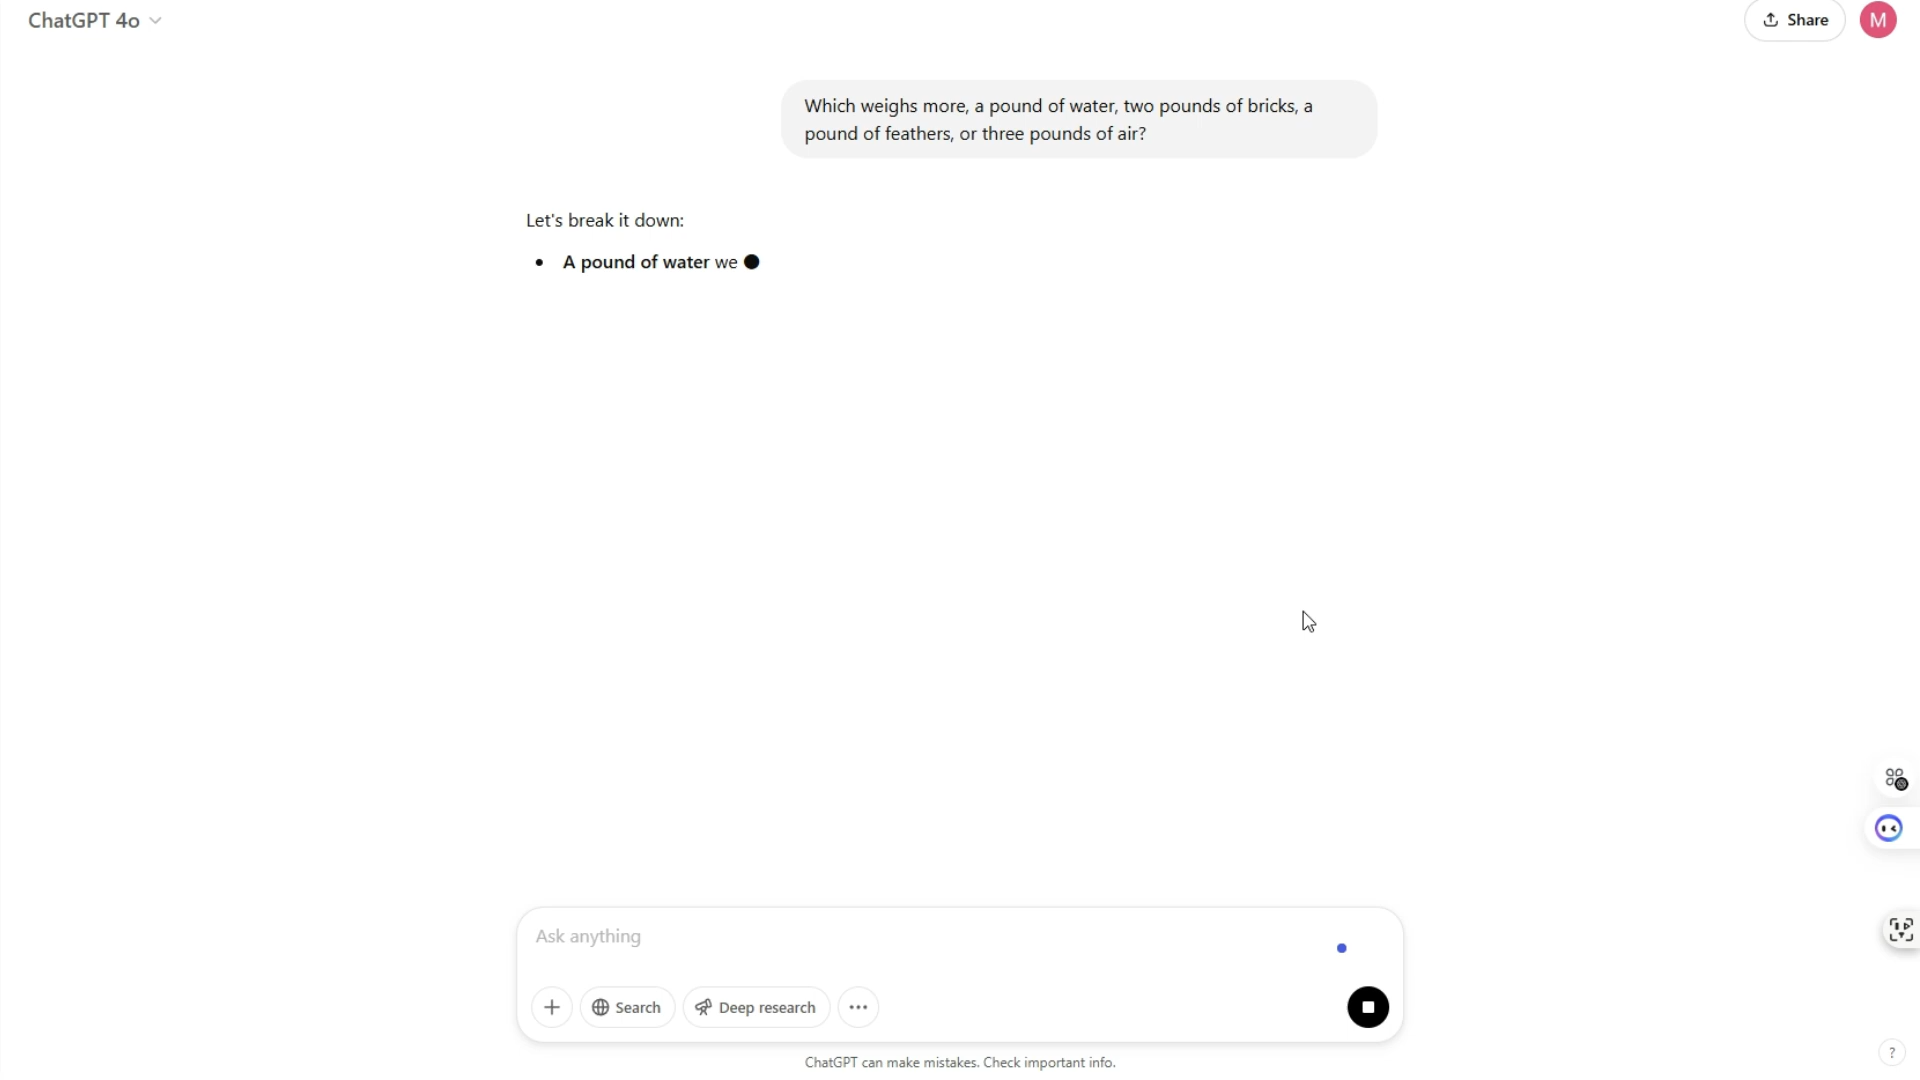 ChatGPT 4o
Share
M
Which weighs more, a pound of water, two pounds of bricks, a
pound of feathers, or three pounds of air?
Let's break it down:
A pound of water we
Ask anything
Search
Deep research
ChatGPT can make mistakes. Check important info.
?